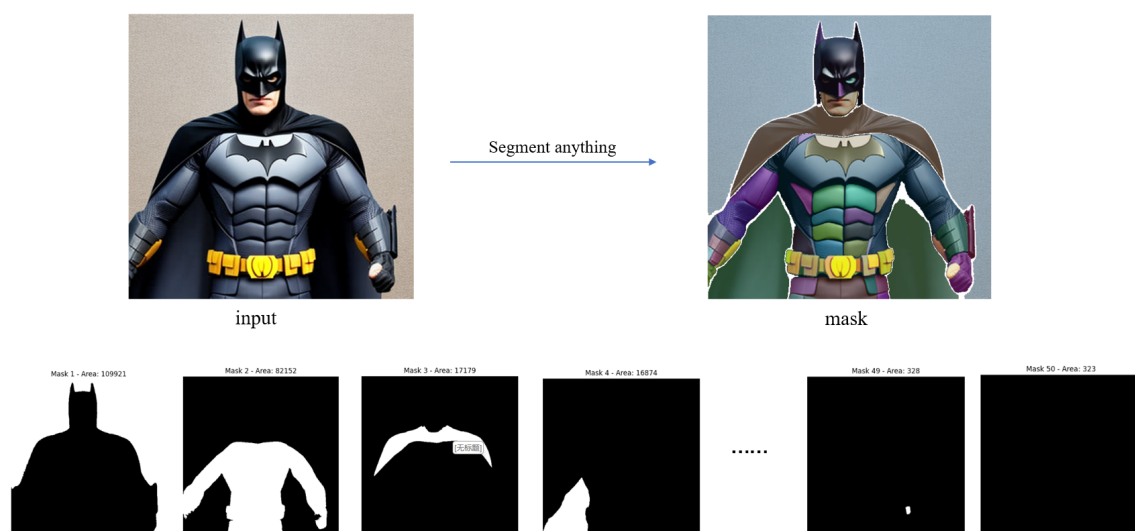 Segment anything
input
mask
Mask 1 - Area: 109921
Mask 2 - Area: 82152
Mask 3 - Area: 17179
Mask 4 - Area: 16874
Mask 49 - Area: 328
Mask 50 - Area: 323
[无标题]
......